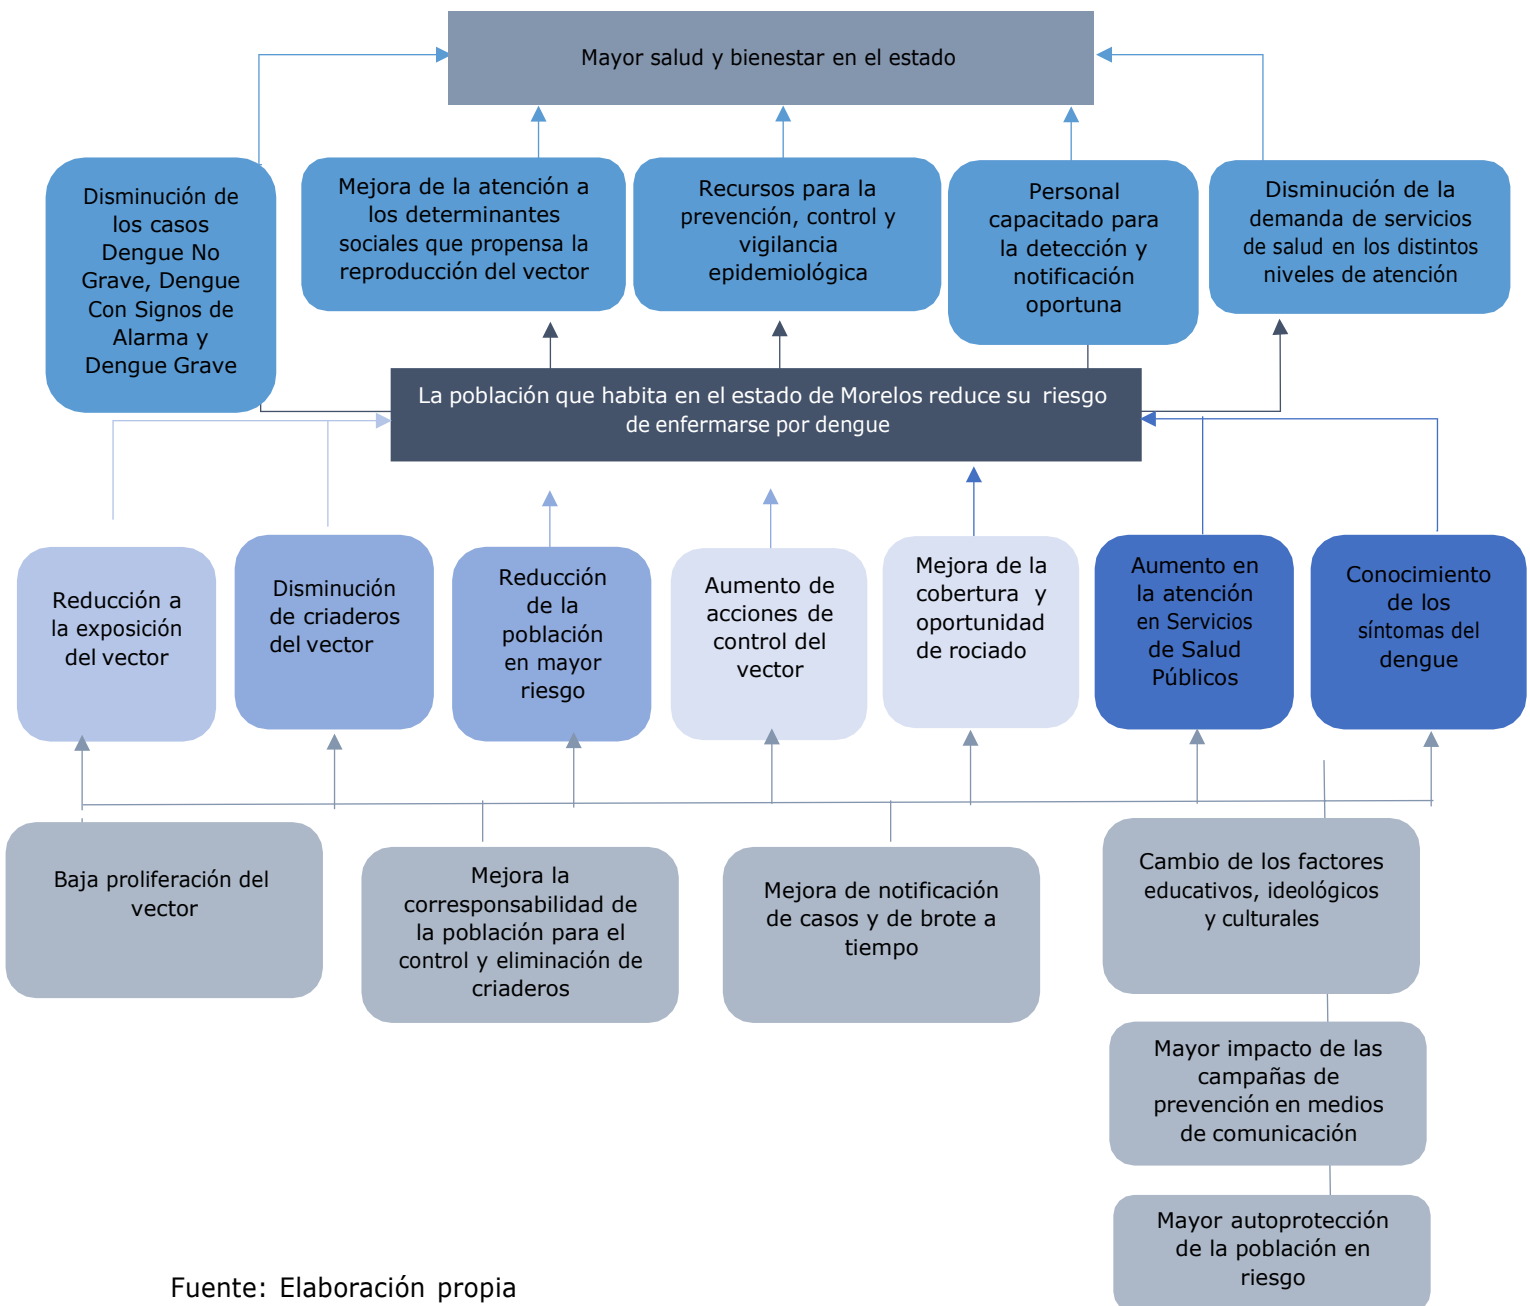 Mayor salud y bienestar en el estado
Disminución de
los casos
Dengue No
Grave, Dengue
Con Signos de
Alarma y
Dengue Grave
Mejora de la atención a
los determinantes
sociales que propensa la
reproducción del vector
Recursos para la
prevención, control y
vigilancia
epidemiológica
Personal
capacitado para
la detección y
notificación
oportuna
Disminución de la
demanda de servicios
de salud en los distintos
niveles de atención
La población que habita en el estado de Morelos reduce su riesgo
de enfermarse por dengue
Reducción a
la exposición
del vector
Disminución
de criaderos
del vector
Reducción
de la
población
en mayor
riesgo
Aumento de
acciones de
control del
vector
Mejora de la
cobertura y
oportunidad
de rociado
Aumento en
la atención
en Servicios
de Salud
Públicos
Conocimiento
de los
síntomas del
dengue
Baja proliferación del
vector
Mejora la
corresponsabilidad de
la población para el
control y eliminación de
criaderos
Mejora de notificación
de casos y de brote a
tiempo
Cambio de los factores
educativos, ideológicos
y culturales
Mayor impacto de las
campañas de
prevención en medios
de comunicación
Mayor autoprotección
de la población en
riesgo
Fuente: Elaboración propia